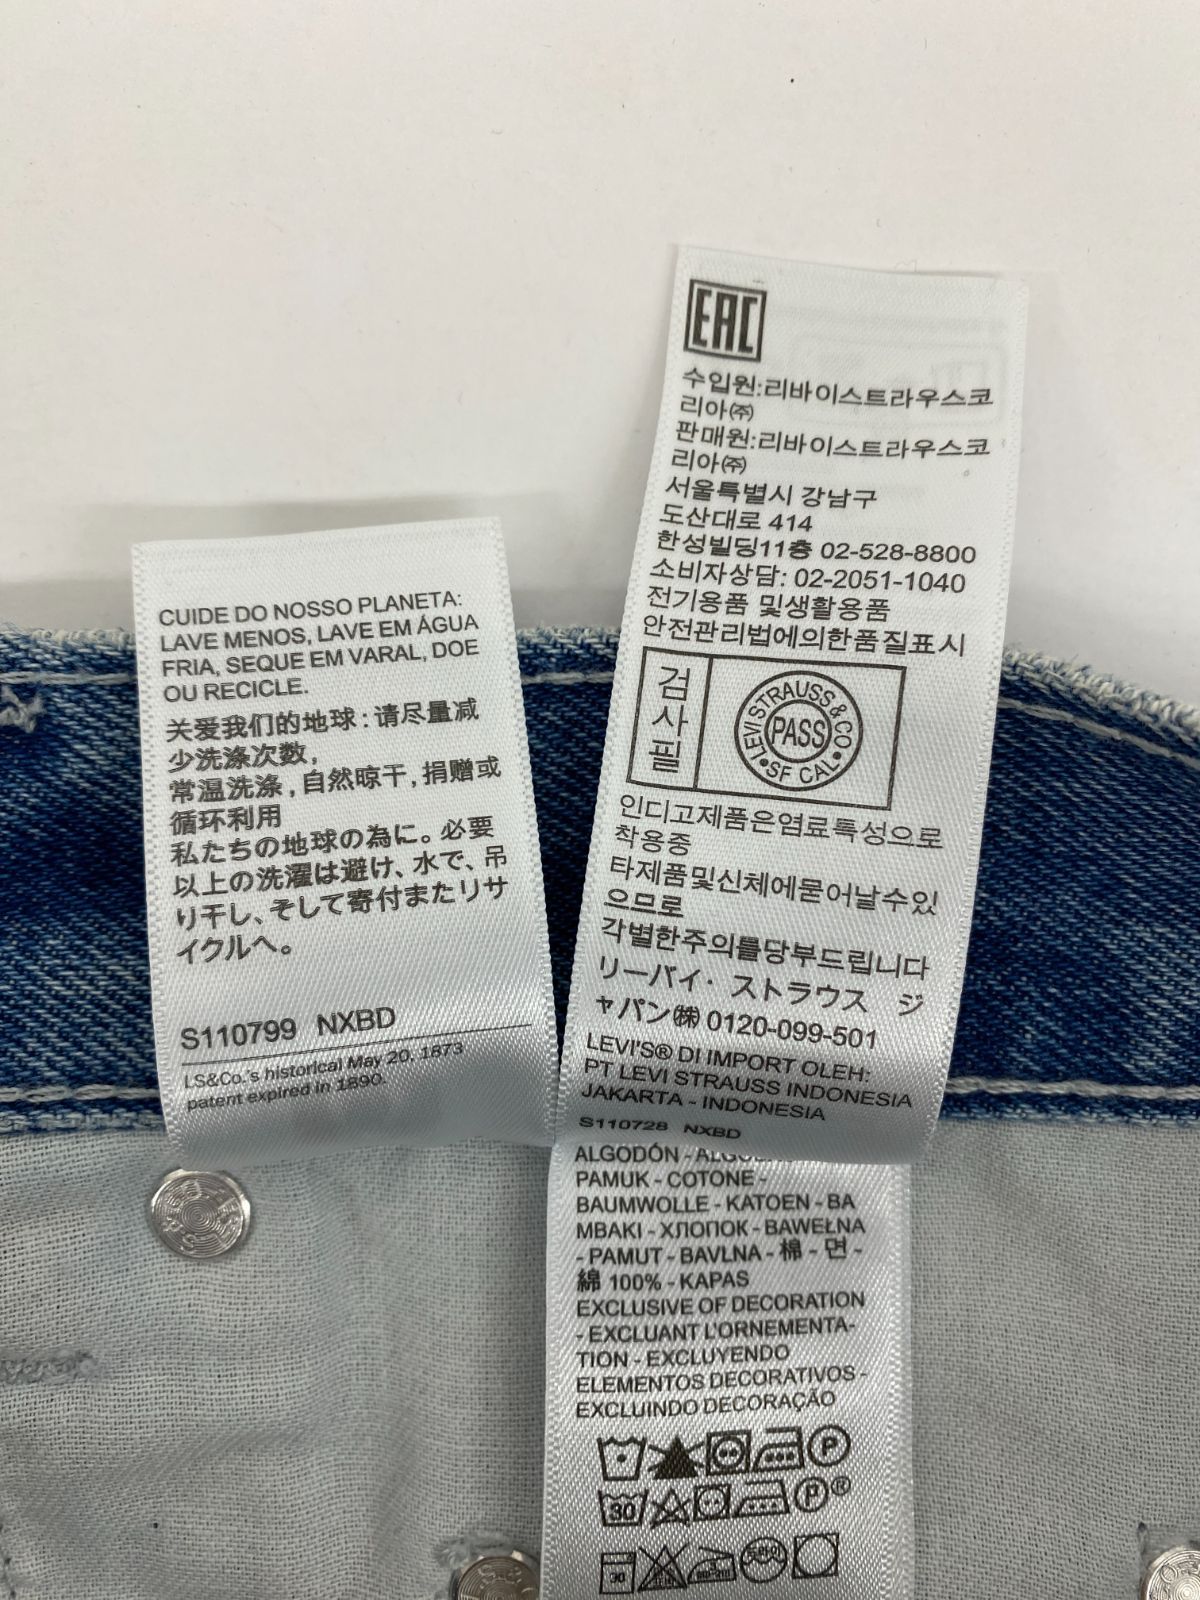 CUIDE DO NOSSO PLANETA:
LAVE MENOS, LAVE EM ÁGUA
FRIA, SEQUE EM VARAL, DOE
OU RECICLE.
关爱我们的地球：请尽量减
少洗涤次数，
常温洗涤，自然晾干，捐赠或
循环利用
私たちの地球の為に。必要
以上の洗濯は避け、水で、吊
り干し、そして寄付またリサ
イクルへ。
S110799 NXBD
LS&Co.'s historical May 20, 1873
patent expired in 1890.
EAC
수입원:리바이스트라우스코
리아㈜
판매원:리바이스트라우스코
리아㈜
서울특별시 강남구
도산대로 414
한성빌딩11층 02-528-8800
소비자상담: 02-2051-1040
전기용품 및생활용품
안전관리법에의한품질표시
검
사
필
LEVI STRAUSS & CO
PASS
SF CAL
인디고제품은염료특성으로
착용중
타제품및신체에묻어날수있
으므로
각별한주의를당부드립니다
リーバイ・ストラウス ジ
ャパン㈱ 0120-099-501
LEVI'S® DI IMPORT OLEH:
PT LEVI STRAUSS INDONESIA
JAKARTA - INDONESIA
S110728 NXBD
ALGODÓN -
PAMUK - COTONE -
BAUMWOLLE - KATOEN - BA
MBAKI - ХЛОПОК - BAWEŁNA
- PAMUT - BAVLNA - 棉 - 면 -
綿 100% - KAPAS
EXCLUSIVE OF DECORATION
- EXCLUANT L'ORNEMENTA-
TION - EXCLUYENDO
ELEMENTOS DECORATIVOS -
EXCLUINDO DECORAÇÃO
P
30 P®
30